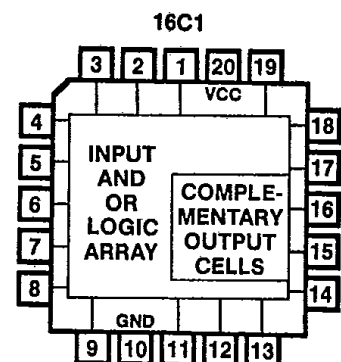 16C1
3 2 1 20 19
VCC
4
18
5
17
6
16
7
15
8
14
INPUT
AND
OR
LOGIC
ARRAY
COMPLE-
MENTARY
OUTPUT
CELLS
GND
9 10 11 12 13